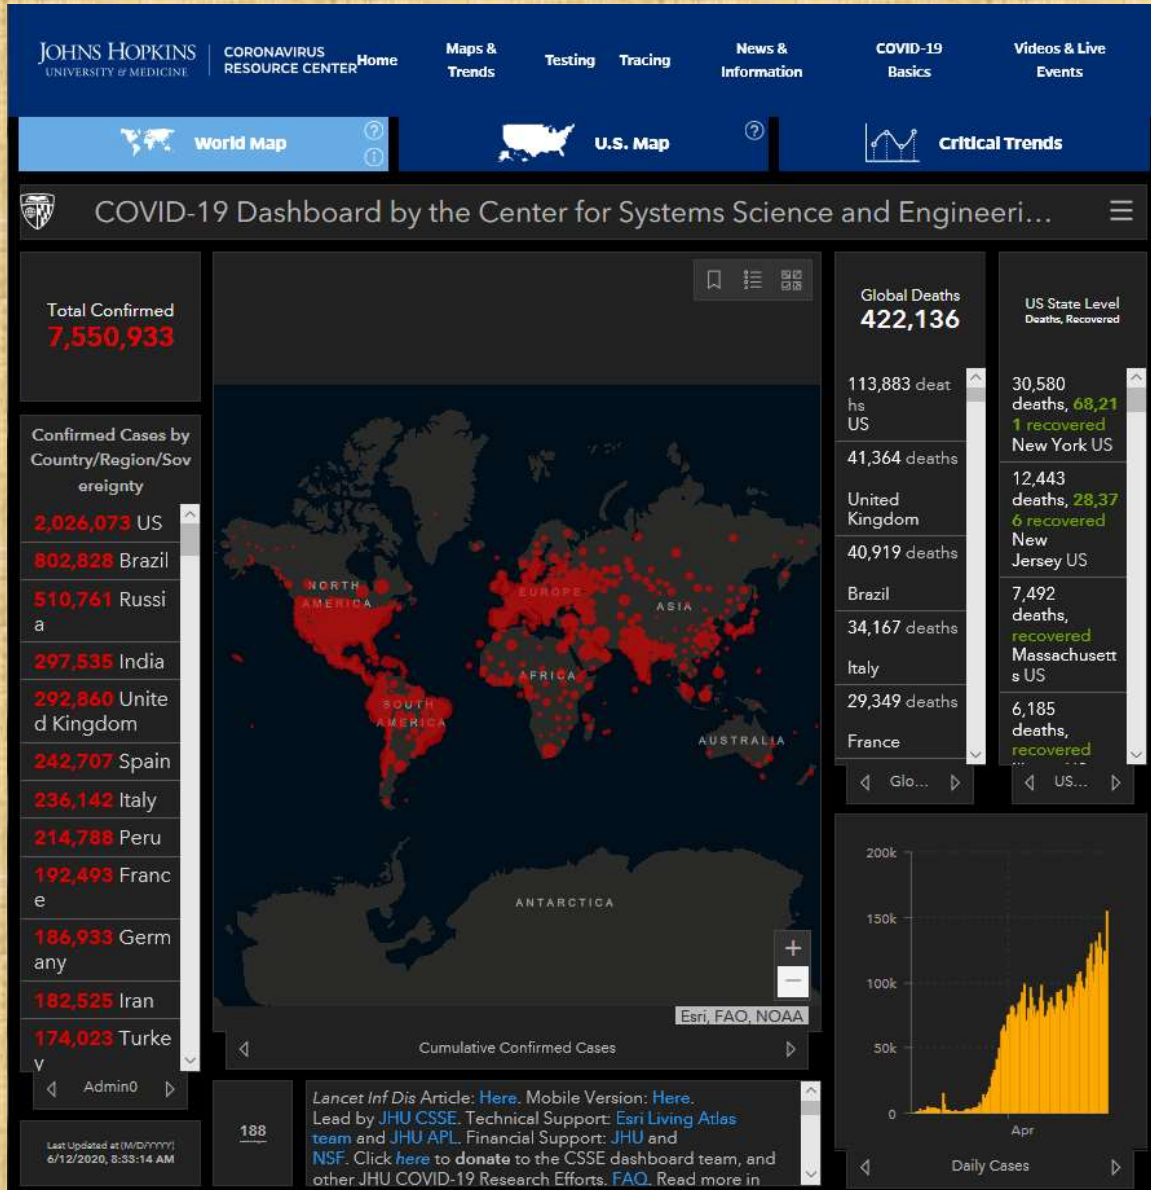 JOHNS HOPKINS
UNIVERSITY & MEDICINE
CORONAVIRUS
RESOURCE CENTER
Home
Maps &
Trends
Testing
Tracing
News &
Information
COVID-19
Basics
Videos & Live
Events
World Map
U.S. Map
Critical Trends
COVID-19 Dashboard by the Center for Systems Science and Engineeri...
Total Confirmed
7,550,933
Confirmed Cases by
Country/Region/Sov
ereignty
2,026,073 US
802,828 Brazil
510,761 Russi
a
297,535 India
292,860 Unite
d Kingdom
242,707 Spain
236,142 Italy
214,788 Peru
192,493 Franc
e
186,933 Germ
any
182,525 Iran
174,023 Turke
y
Admin0
Last Updated at (M/D/YYYY)
6/12/2020, 8:33:14 AM
NORTH
AMERICA
SOUTH
AMERICA
EUROPE
ASIA
AFRICA
AUSTRALIA
ANTARCTICA
+
−
Esri, FAO, NOAA
Cumulative Confirmed Cases
188
Lancet Inf Dis Article: Here. Mobile Version: Here.
Lead by JHU CSSE. Technical Support: Esri Living Atlas
team and JHU APL. Financial Support: JHU and
NSF. Click here to donate to the CSSE dashboard team, and
other JHU COVID-19 Research Efforts. FAQ. Read more in
Global Deaths
422,136
113,883 deat
hs
US
41,364 deaths
United
Kingdom
40,919 deaths
Brazil
34,167 deaths
Italy
29,349 deaths
France
Glo...
US State Level
Deaths, Recovered
30,580
deaths, 68,21
1 recovered
New York US
12,443
deaths, 28,37
6 recovered
New
Jersey US
7,492
deaths,
recovered
Massachusett
s US
6,185
deaths,
recovered
US...
200k
150k
100k
50k
0
Apr
Daily Cases